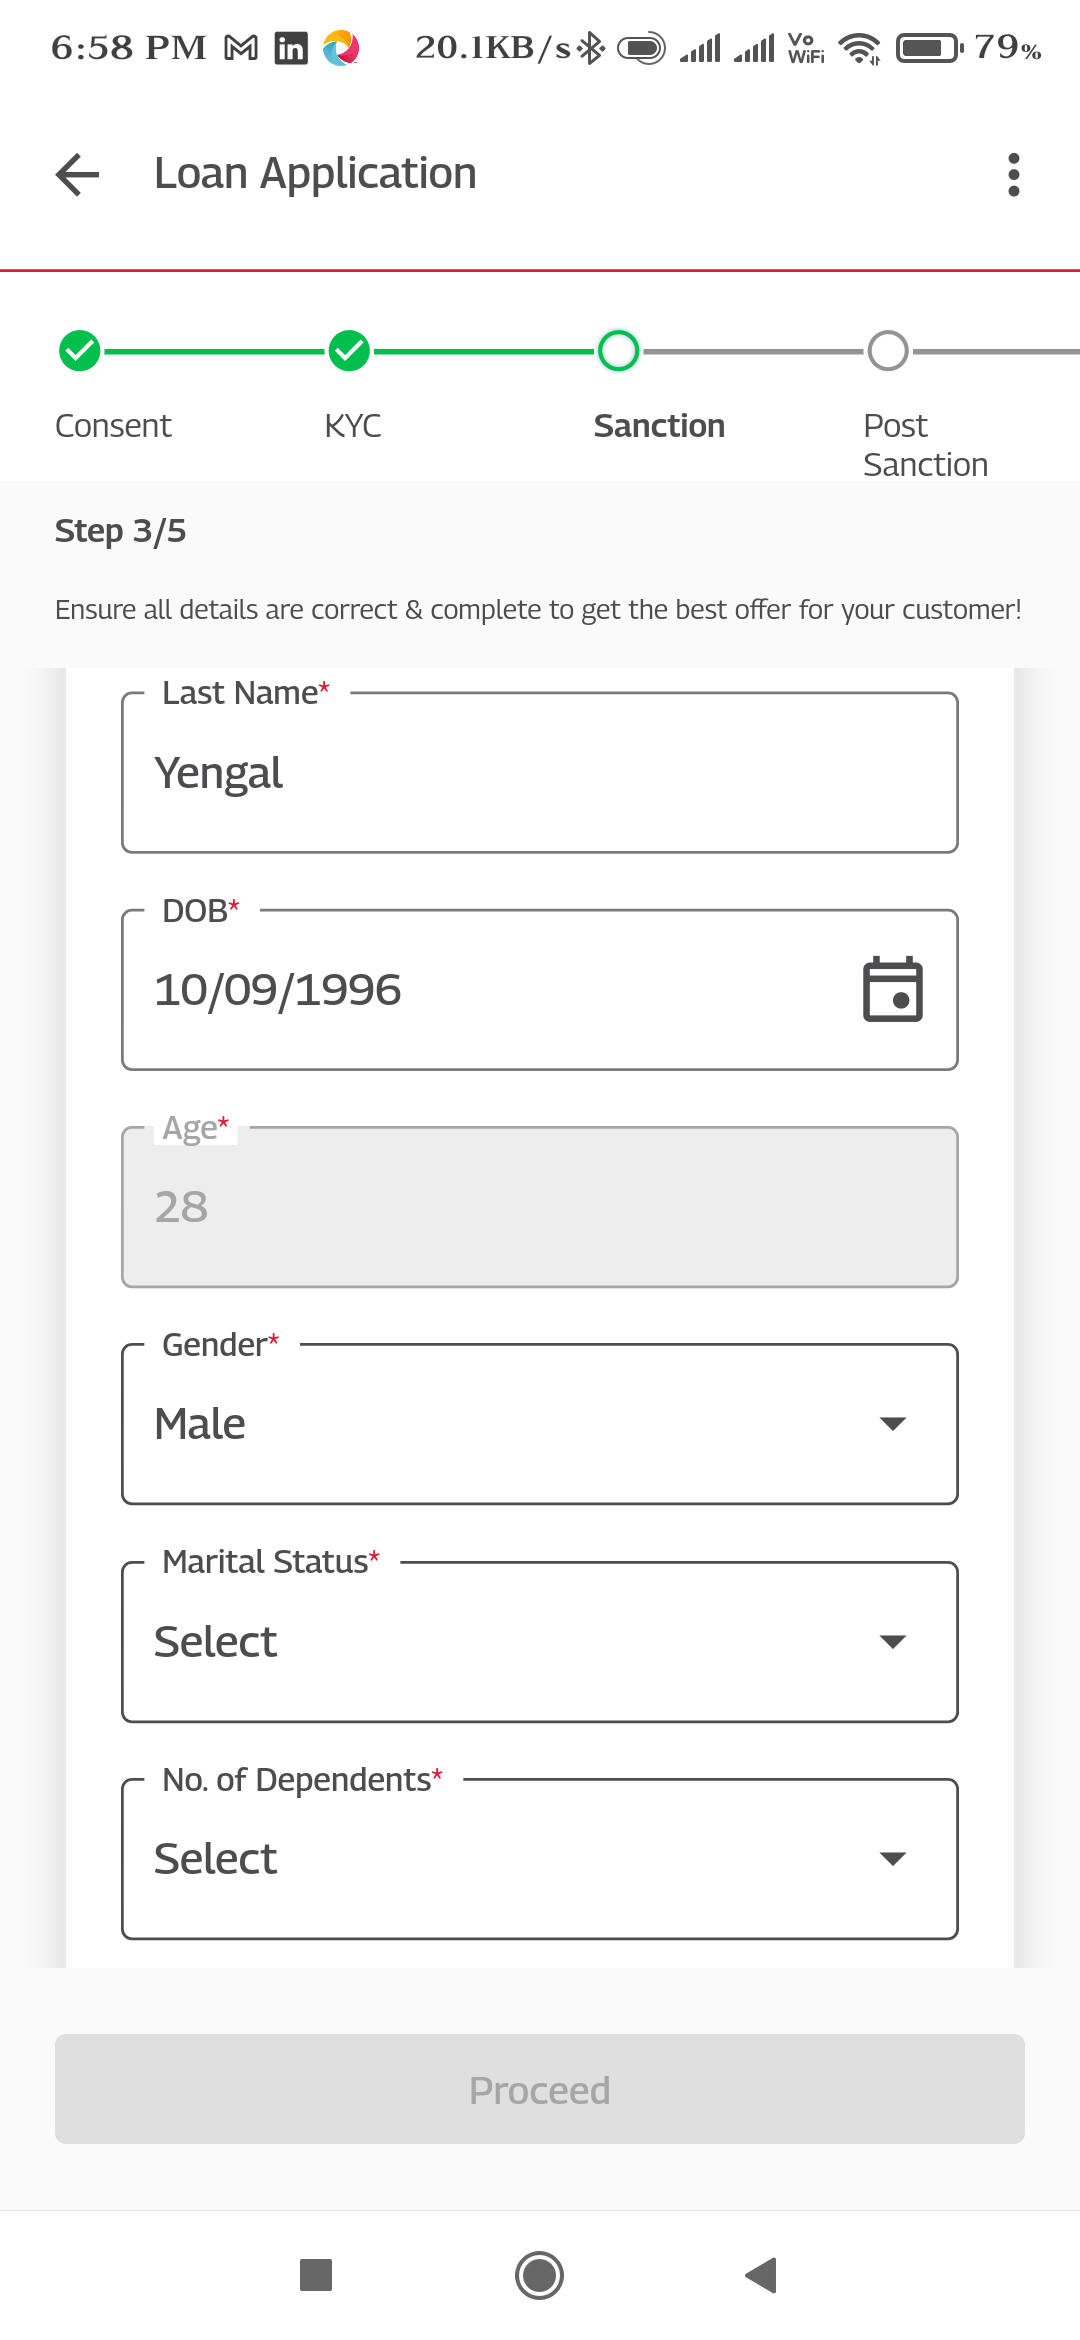 6:58 PM 20.1KB/s Vo WiFi 79%
Loan Application
Consent KYC Sanction Post Sanction
Step 3/5
Ensure all details are correct & complete to get the best offer for your customer!
Last Name*
Yengal
DOB*
10/09/1996
Age*
28
Gender*
Male
Marital Status*
Select
No. of Dependents*
Select
Proceed